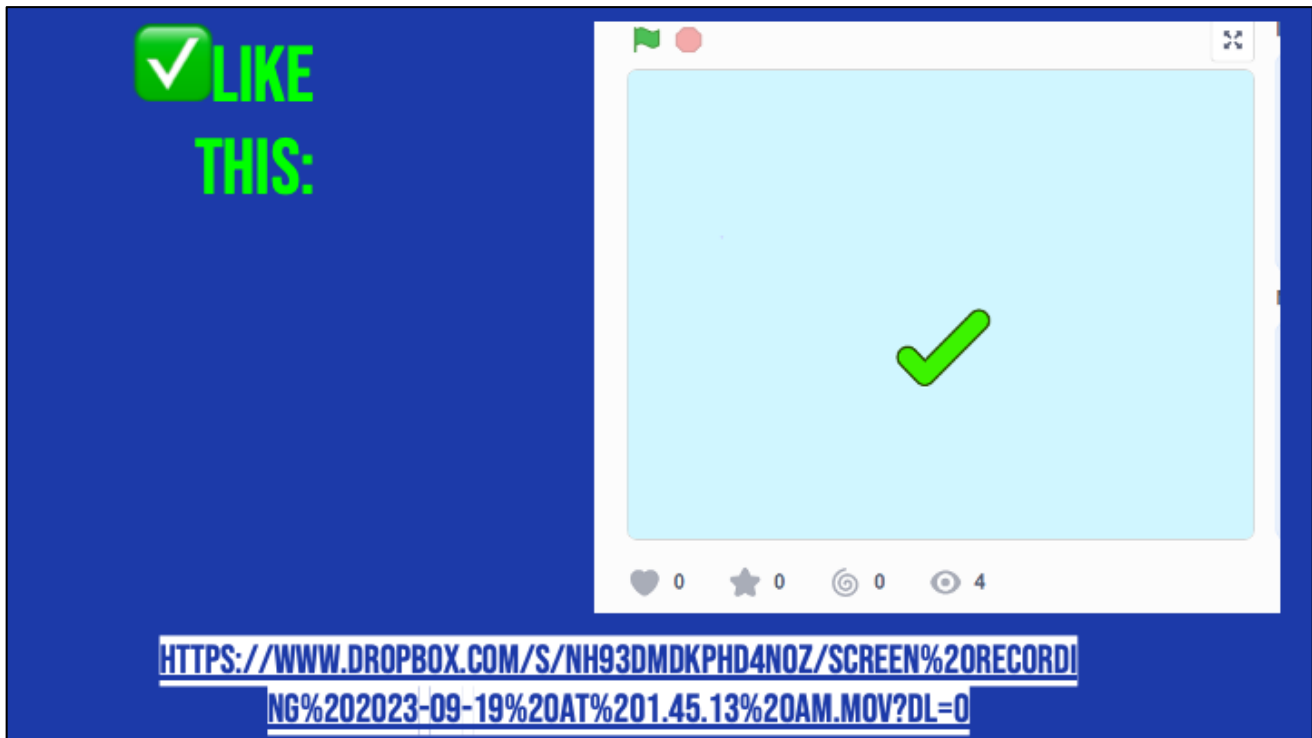 ✅LIKE
THIS:
0 0 0 4
HTTPS://WWW.DROPBOX.COM/S/NH93DMDKPHD4NOZ/SCREEN%20RECORDI
NG%202023-09-19%20AT%201.45.13%20AM.MOV?DL=0